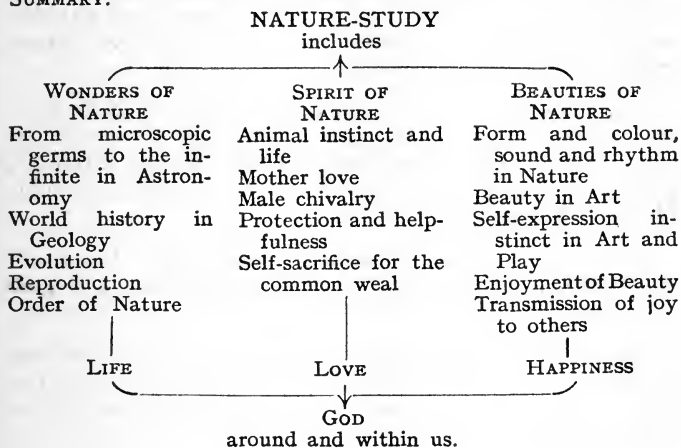 SUMMARY.
NATURE-STUDY
includes
WONDERS OF
NATURE
From microscopic
germs to the in-
finite in Astron-
omy
World history in
Geology
Evolution
Reproduction
Order of Nature
LIFE
SPIRIT OF
NATURE
Animal instinct and
life
Mother love
Male chivalry
Protection and help-
fulness
Self-sacrifice for the
common weal
LOVE
BEAUTIES OF
NATURE
Form and colour,
sound and rhythm
in Nature
Beauty in Art
Self-expression in-
stinct in Art and
Play
Enjoyment of Beauty
Transmission of joy
to others
HAPPINESS
GOD
around and within us.